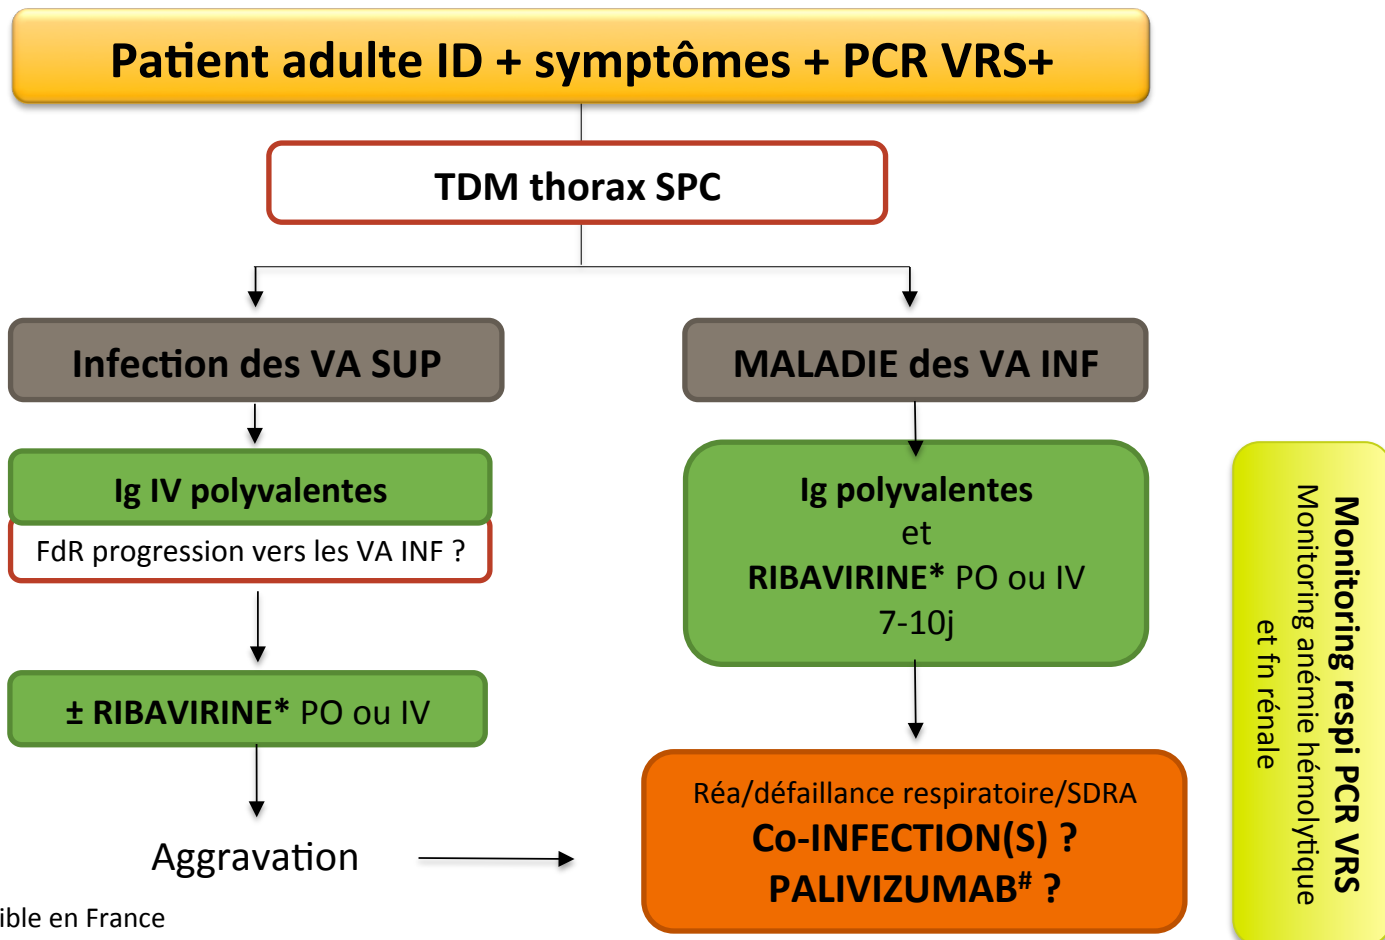 Patient adulte ID + symptômes + PCR VRS+
TDM thorax SPC
Infection des VA SUP
Ig IV polyvalentes
FdR progression vers les VA INF ?
± RIBAVIRINE* PO ou IV
Aggravation
MALADIE des VA INF
Ig polyvalentes
et
RIBAVIRINE* PO ou IV
7-10j
Réa/défaillance respiratoire/SDRA
Co-INFECTION(S) ?
PALIVIZUMAB# ?
Monitoring respi PCR VRS
Monitoring anémie hémolytique
et fn rénale
ible en France